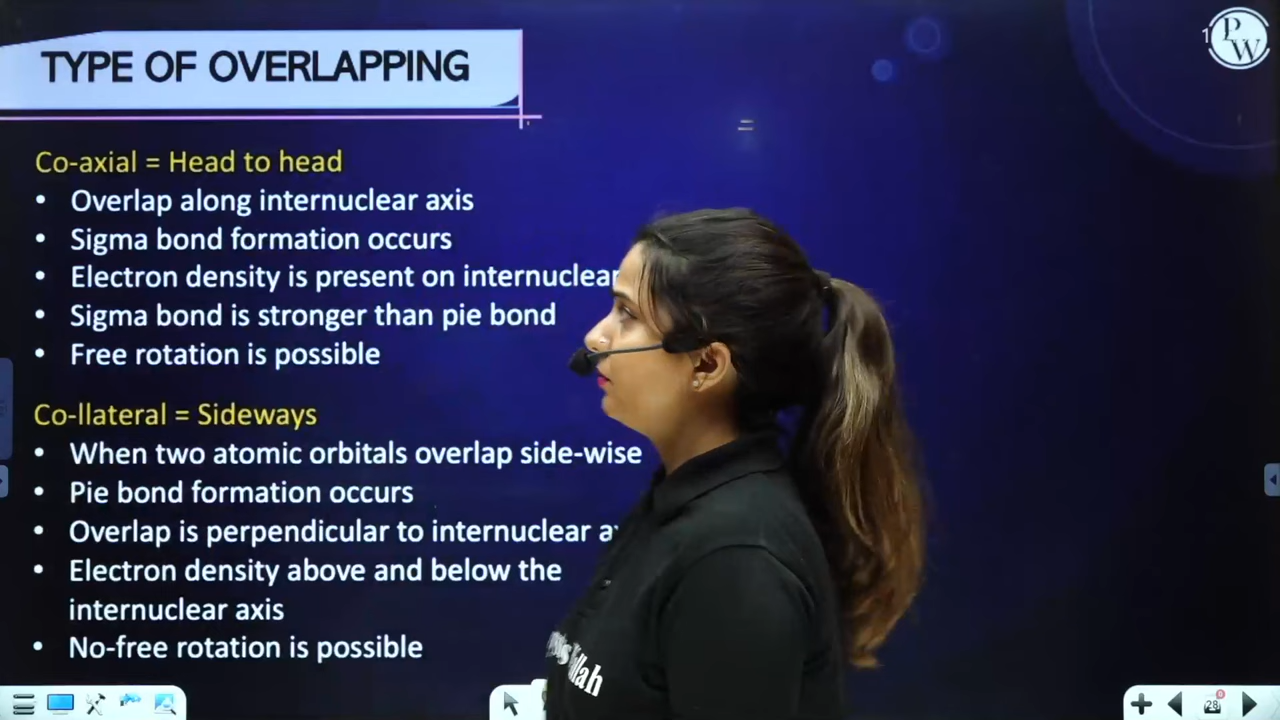 TYPE OF OVERLAPPING
1
P
W
=
Co-axial = Head to head
• Overlap along internuclear axis
• Sigma bond formation occurs
• Electron density is present on internuclear
• Sigma bond is stronger than pie bond
• Free rotation is possible
Co-llateral = Sideways
• When two atomic orbitals overlap side-wise
• Pie bond formation occurs
• Overlap is perpendicular to internuclear
• Electron density above and below the
internuclear axis
• No-free rotation is possible
28
0